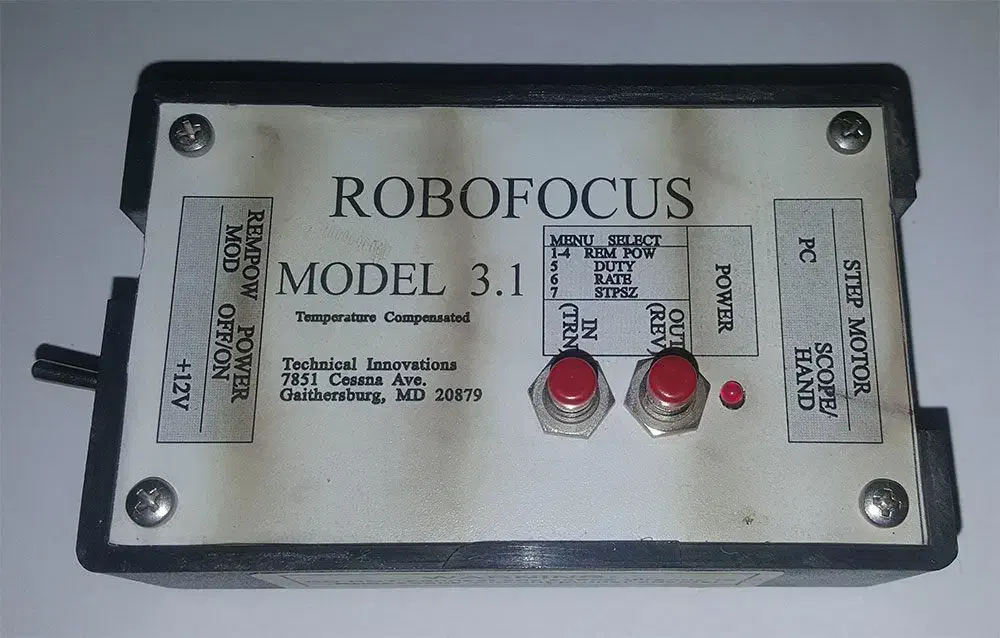 ROBOFOCUS
MODEL 3.1
Temperature Compensated
Technical Innovations
7851 Cessna Ave.
Gaithersburg, MD 20879
REMPOW POWER
MOD OFF/ON
+12V
MENU SELECT
1-4 REM POW
5 DUTY
6 RATE
7 STPSZ
IN
(TRN)
OUT
(REV)
POWER
STEP MOTOR
PC
SCOPE/
HAND